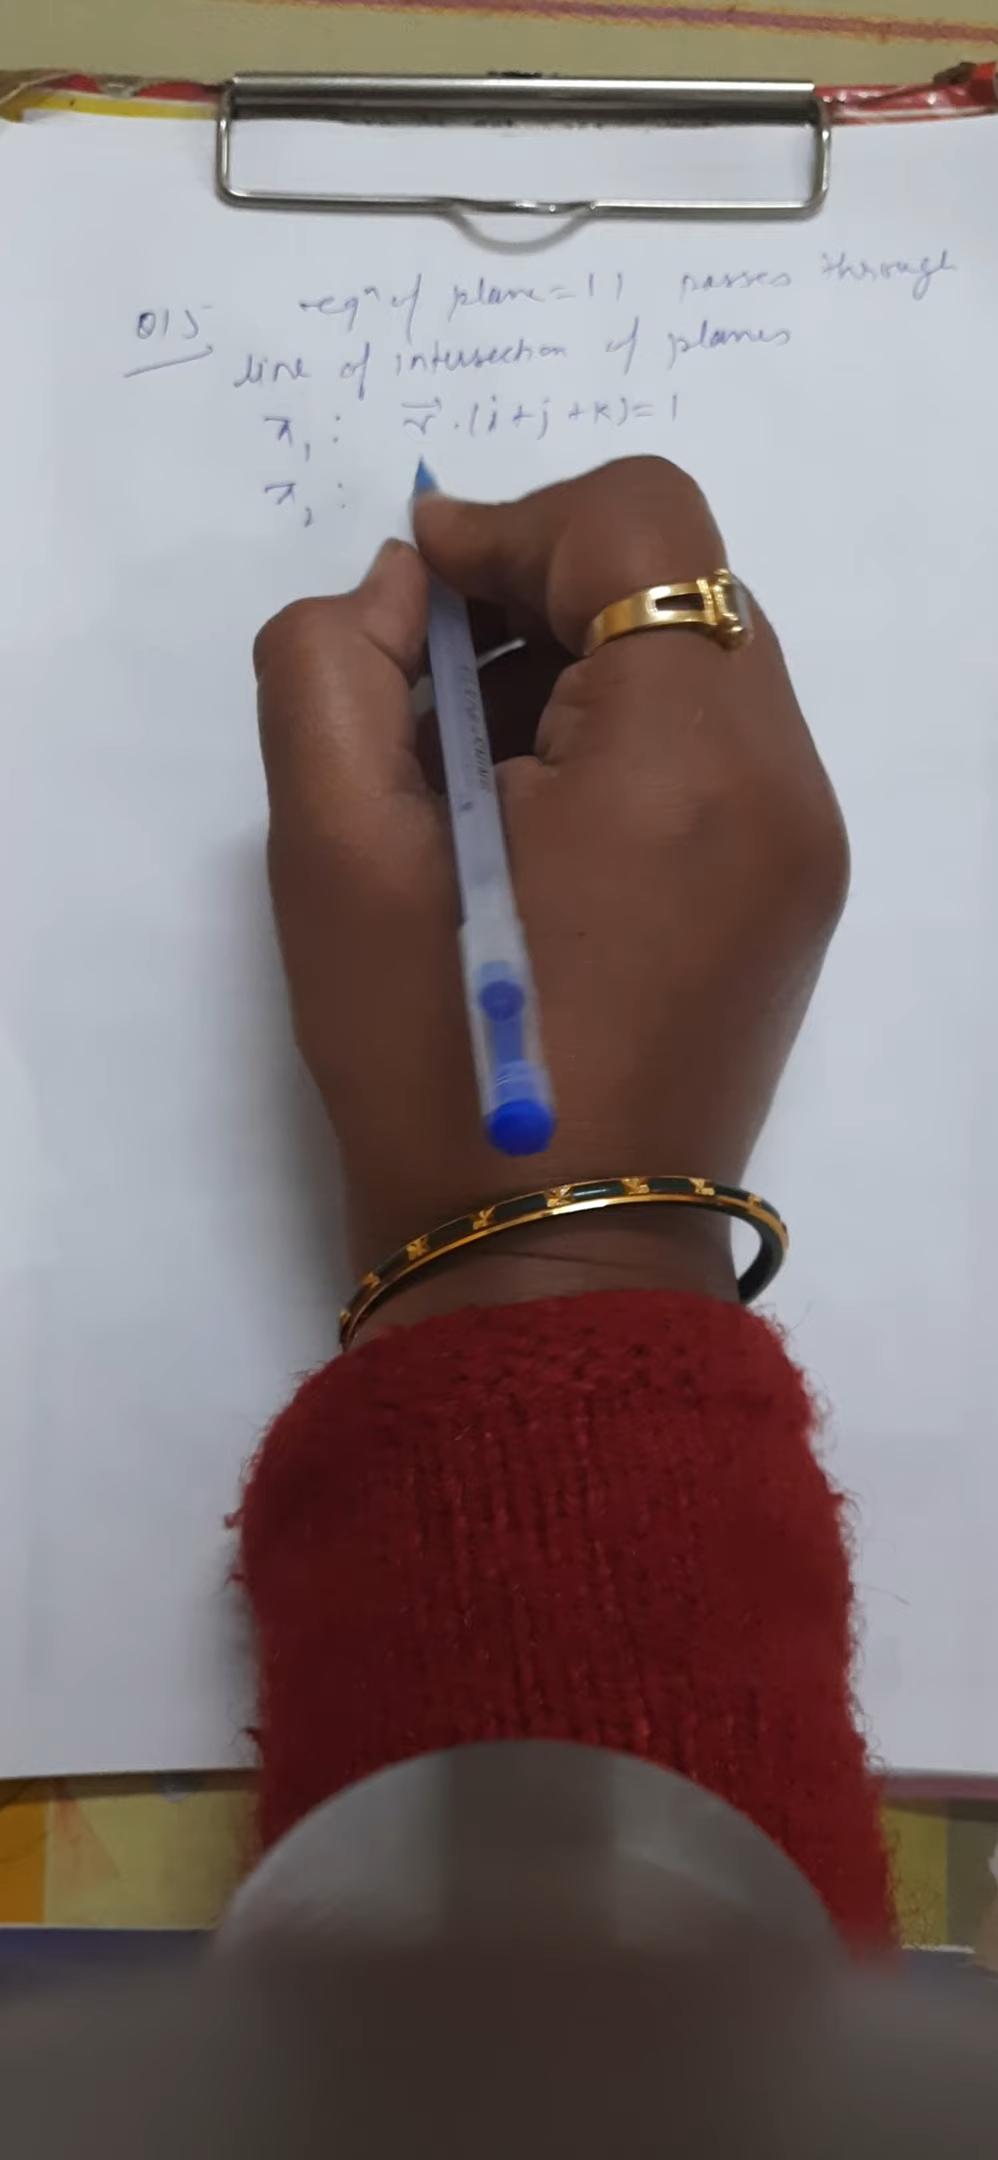 Q15 eqⁿ of plane = 11 passes through
line of intersection of planes
π₁ : r⃗ . (i + j + k) = 1
π₂ :